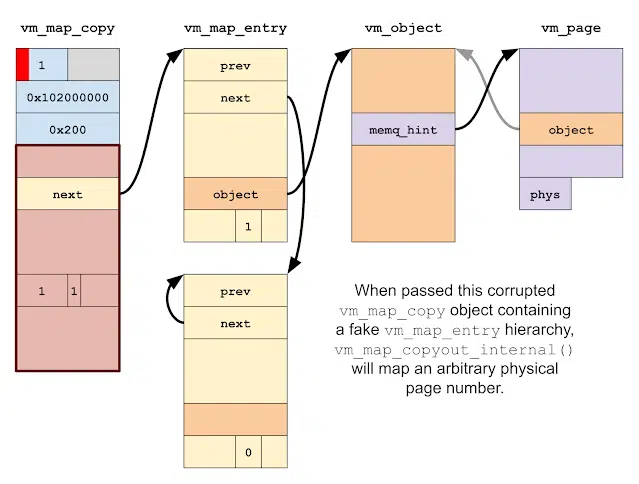 vm_map_copy
1
0x102000000
0x200
next
1 1
vm_map_entry
prev
next
object
1
prev
next
0
vm_object
memq_hint
vm_page
object
phys
When passed this corrupted
vm_map_copy object containing
a fake vm_map_entry hierarchy,
vm_map_copyout_internal()
will map an arbitrary physical
page number.